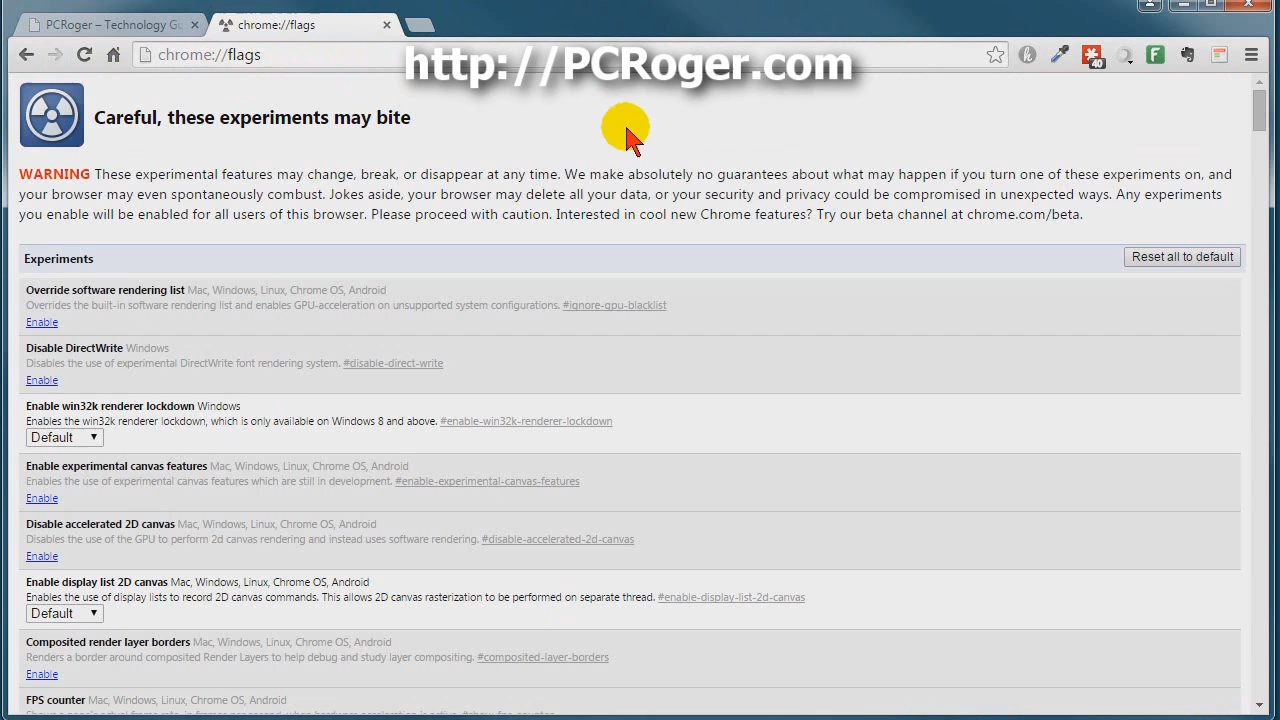 PCRoger – Technology Gu
chrome://flags
chrome://flags
http://PCRoger.com
40
Careful, these experiments may bite
WARNING These experimental features may change, break, or disappear at any time. We make absolutely no guarantees about what may happen if you turn one of these experiments on, and
your browser may even spontaneously combust. Jokes aside, your browser may delete all your data, or your security and privacy could be compromised in unexpected ways. Any experiments
you enable will be enabled for all users of this browser. Please proceed with caution. Interested in cool new Chrome features? Try our beta channel at chrome.com/beta.
Experiments
Reset all to default
Override software rendering list Mac, Windows, Linux, Chrome OS, Android
Overrides the built-in software rendering list and enables GPU-acceleration on unsupported system configurations. #ignore-gpu-blacklist
Enable
Disable DirectWrite Windows
Disables the use of experimental DirectWrite font rendering system. #disable-direct-write
Enable
Enable win32k renderer lockdown Windows
Enables the win32k renderer lockdown, which is only available on Windows 8 and above. #enable-win32k-renderer-lockdown
Default
Enable experimental canvas features Mac, Windows, Linux, Chrome OS, Android
Enables the use of experimental canvas features which are still in development. #enable-experimental-canvas-features
Enable
Disable accelerated 2D canvas Mac, Windows, Linux, Chrome OS, Android
Disables the use of the GPU to perform 2d canvas rendering and instead uses software rendering. #disable-accelerated-2d-canvas
Enable
Enable display list 2D canvas Mac, Windows, Linux, Chrome OS, Android
Enables the use of display lists to record 2D canvas commands. This allows 2D canvas rasterization to be performed on separate thread. #enable-display-list-2d-canvas
Default
Composited render layer borders Mac, Windows, Linux, Chrome OS, Android
Renders a border around composited Render Layers to help debug and study layer compositing. #composited-layer-borders
Enable
FPS counter Mac, Windows, Linux, Chrome OS, Android